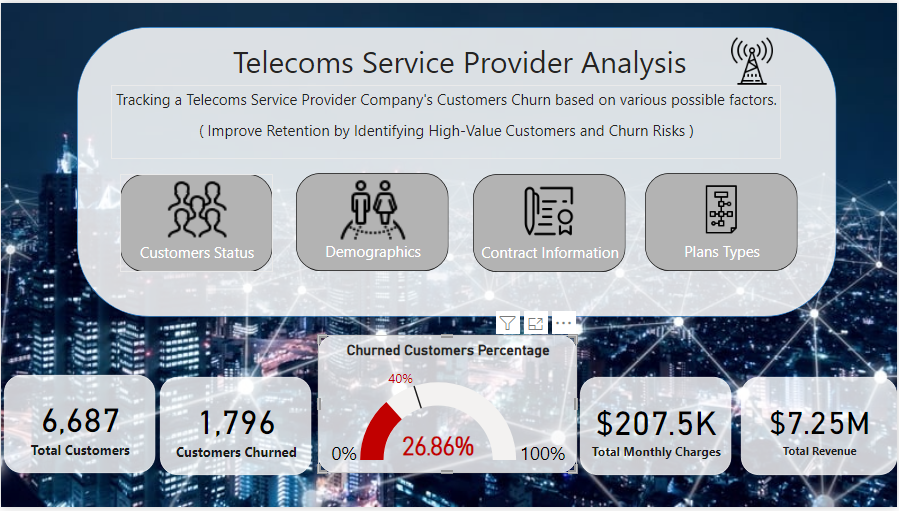 Telecoms Service Provider Analysis
Tracking a Telecoms Service Provider Company's Customers Churn based on various possible factors.
( Improve Retention by Identifying High-Value Customers and Churn Risks )
Customers Status
Demographics
Contract Information
Plans Types
Churned Customers Percentage
40%
0%
26.86%
100%
6,687
Total Customers
1,796
Customers Churned
$207.5K
Total Monthly Charges
$7.25M
Total Revenue